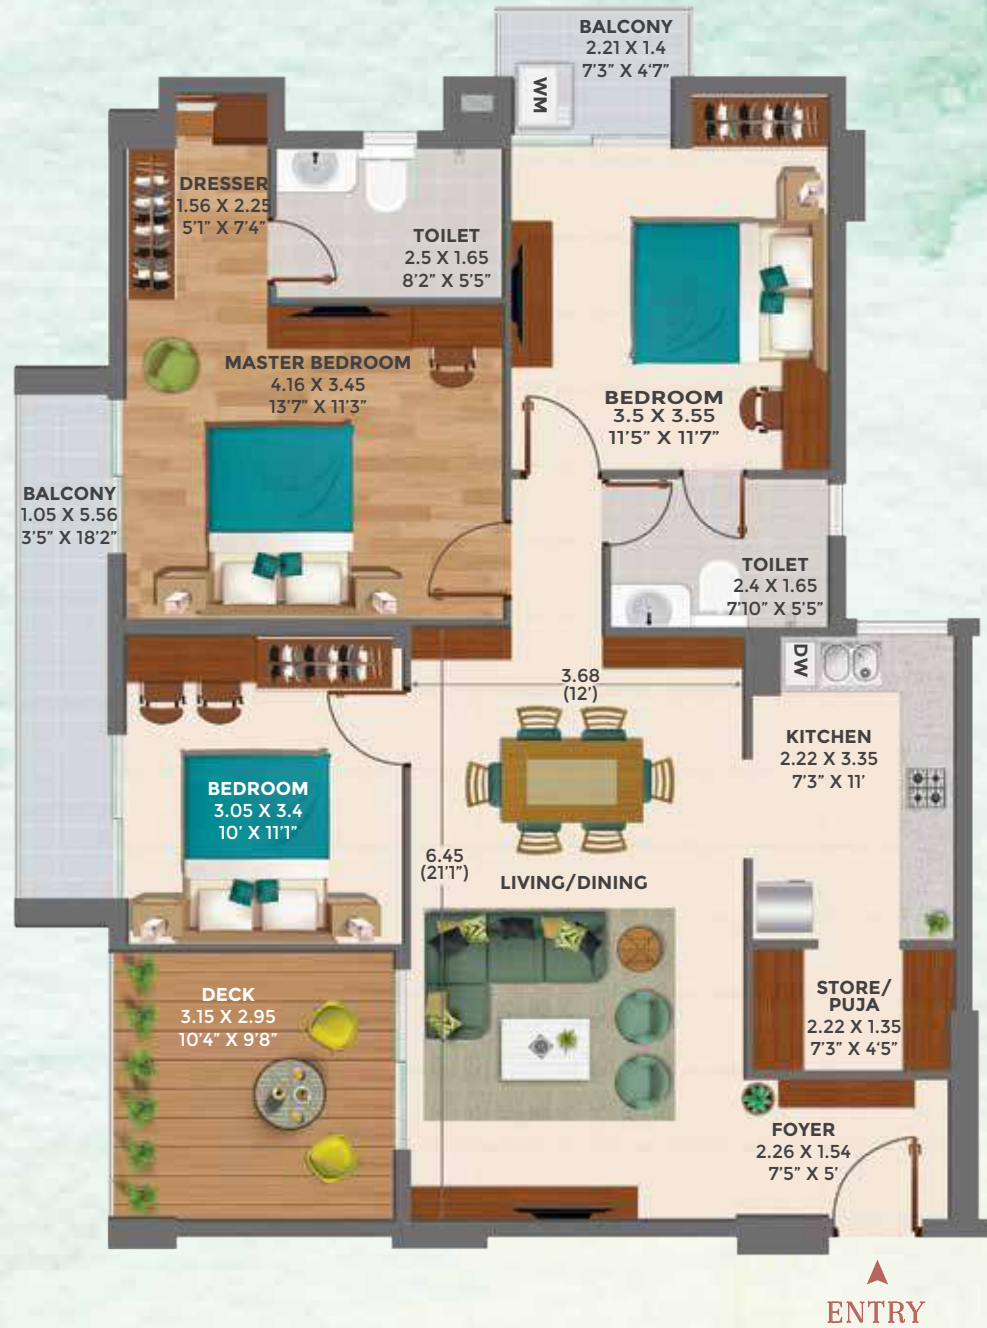 BALCONY
2.21 X 1.4
7'3" X 4'7"
WM
DRESSER
1.56 X 2.25
5'1" X 7'4"
TOILET
2.5 X 1.65
8'2" X 5'5"
MASTER BEDROOM
4.16 X 3.45
13'7" X 11'3"
BEDROOM
3.5 X 3.55
11'5" X 11'7"
BALCONY
1.05 X 5.56
3'5" X 18'2"
TOILET
2.4 X 1.65
7'10" X 5'5"
DW
3.68
(12')
KITCHEN
2.22 X 3.35
7'3" X 11'
BEDROOM
3.05 X 3.4
10' X 11'1"
6.45
(21'1")
LIVING/DINING
DECK
3.15 X 2.95
10'4" X 9'8"
STORE/
PUJA
2.22 X 1.35
7'3" X 4'5"
FOYER
2.26 X 1.54
7'5" X 5'
ENTRY